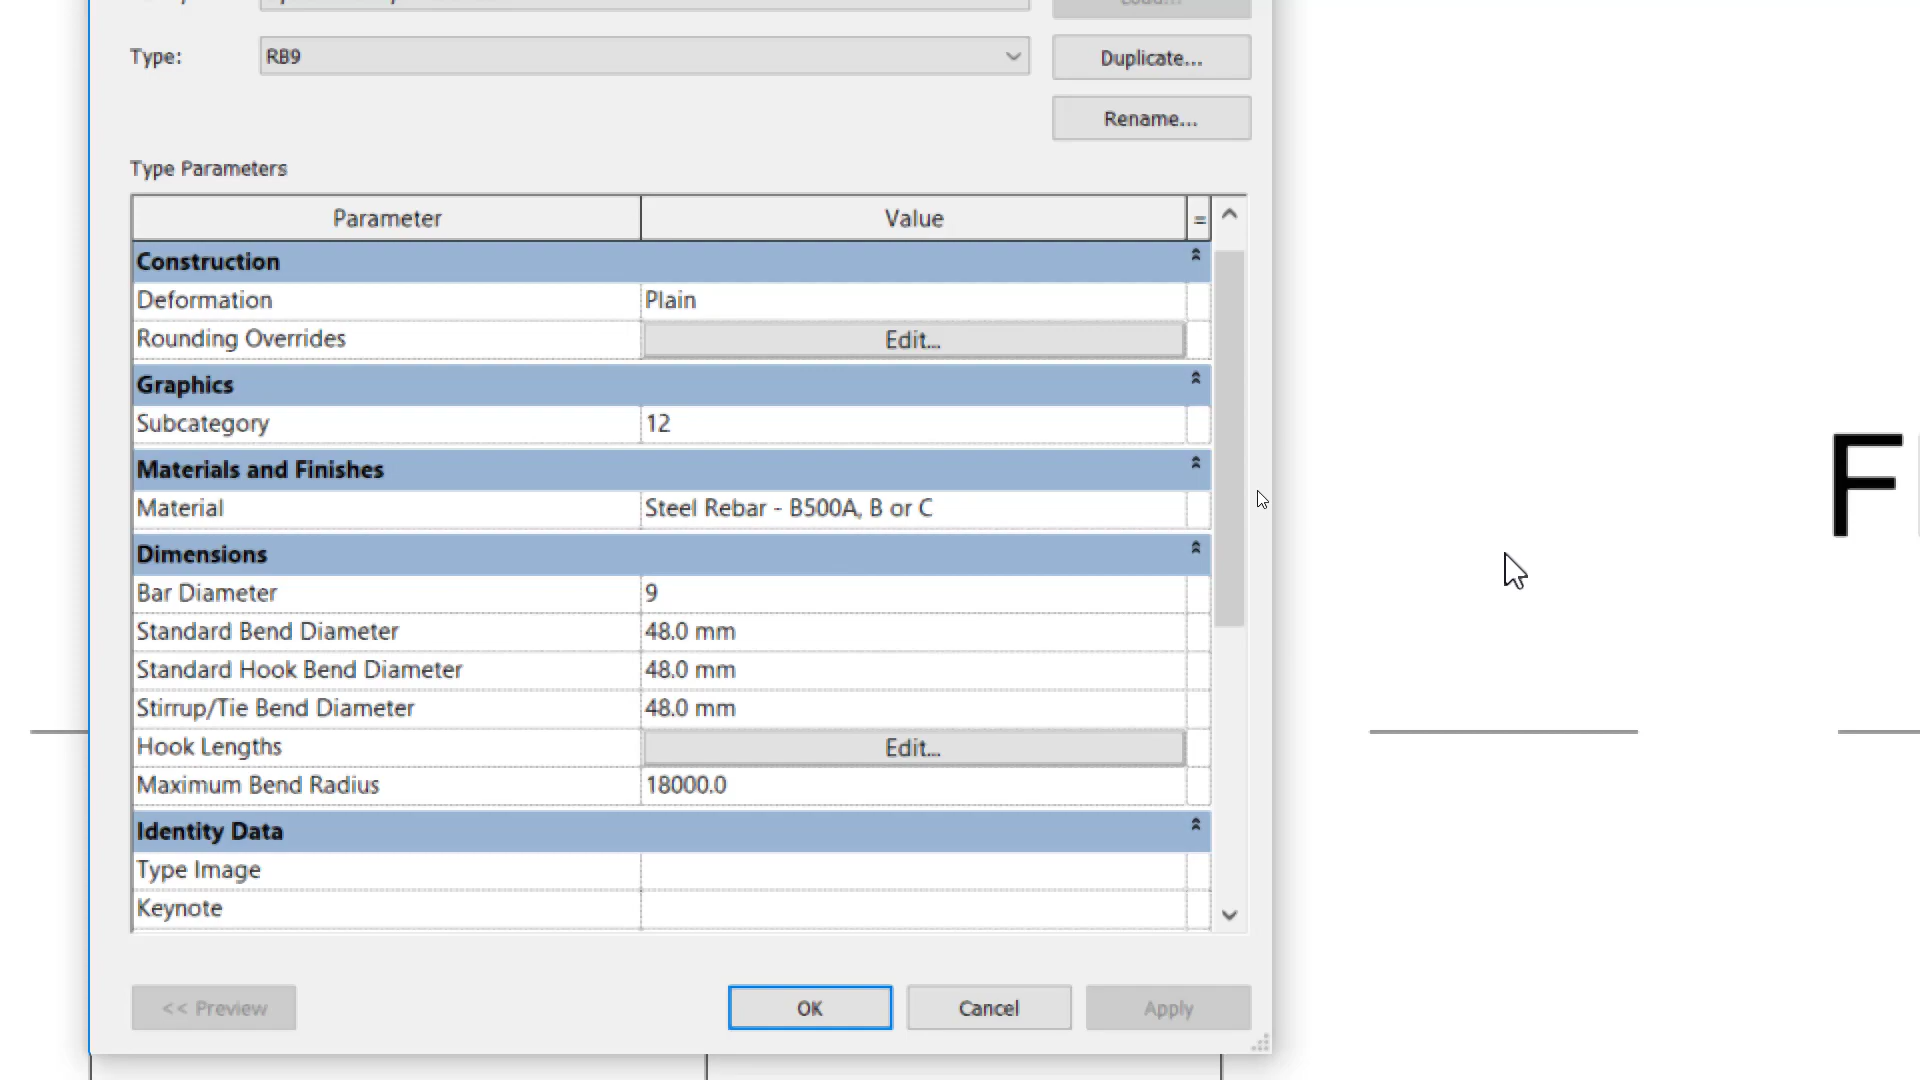 Type:
RB9
Duplicate...
Rename...
Type Parameters
Parameter
Value
=
Construction
Deformation
Plain
Rounding Overrides
Edit...
Graphics
Subcategory
12
Materials and Finishes
Material
Steel Rebar - B500A, B or C
Dimensions
Bar Diameter
9
Standard Bend Diameter
48.0 mm
Standard Hook Bend Diameter
48.0 mm
Stirrup/Tie Bend Diameter
48.0 mm
Hook Lengths
Edit...
Maximum Bend Radius
18000.0
Identity Data
Type Image
Keynote
<< Preview
OK
Cancel
Apply
F